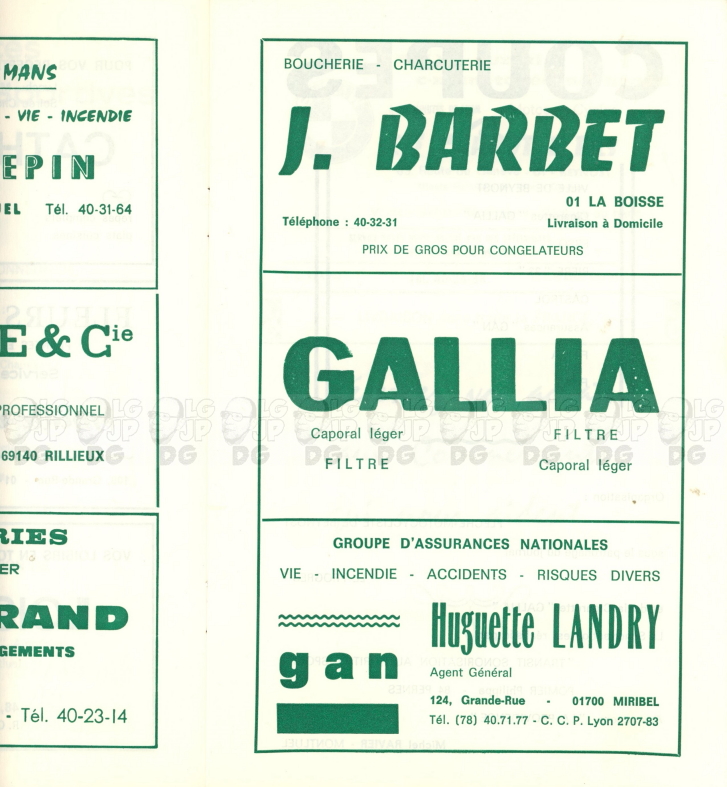 MANS
- VIE - INCENDIE
EPIN
EL Tél. 40-31-64
E & Cie
PROFESSIONNEL
69140 RILLIEUX
RIES
ER
RAND
GEMENTS
- Tél. 40-23-14
BOUCHERIE - CHARCUTERIE
J. BARBET
01 LA BOISSE
Téléphone : 40-32-31 Livraison à Domicile
PRIX DE GROS POUR CONGELATEURS
GALLIA
Caporal léger FILTRE
FILTRE Caporal léger
GROUPE D'ASSURANCES NATIONALES
VIE - INCENDIE - ACCIDENTS - RISQUES DIVERS
Huguette LANDRY
gan
Agent Général
124, Grande-Rue - 01700 MIRIBEL
Tél. (78) 40.71.77 - C. C. P. Lyon 2707-83